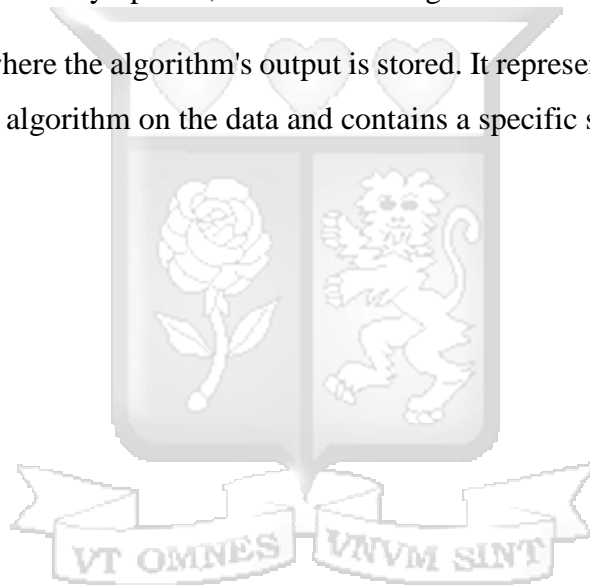 where the algorithm's output is stored. It represen
algorithm on the data and contains a specific s
VT OMNES VNVM SINT